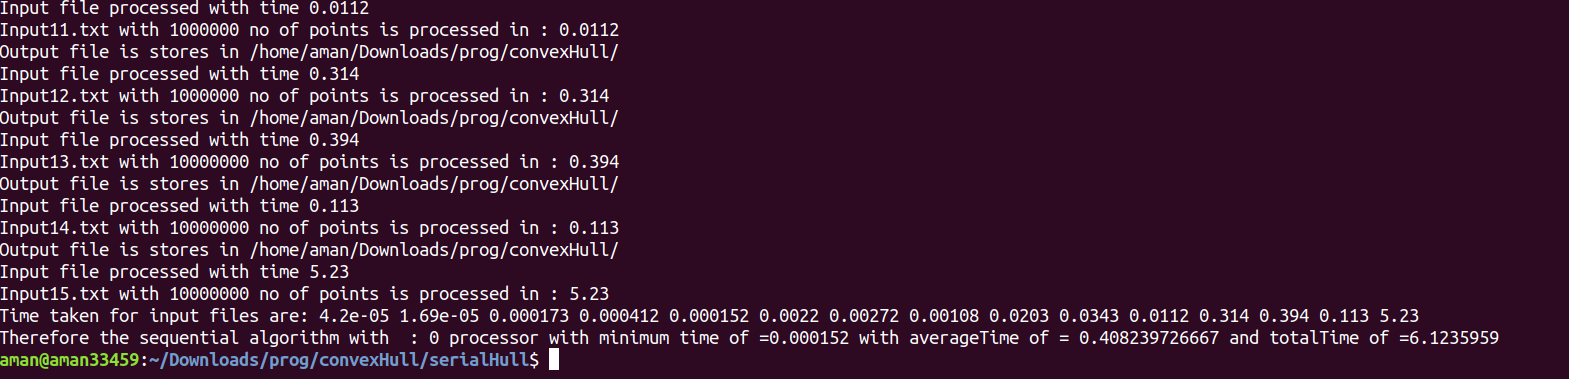 Input file processed with time 0.0112
Input11.txt with 1000000 no of points is processed in : 0.0112
Output file is stores in /home/aman/Downloads/prog/convexHull/
Input file processed with time 0.314
Input12.txt with 1000000 no of points is processed in : 0.314
Output file is stores in /home/aman/Downloads/prog/convexHull/
Input file processed with time 0.394
Input13.txt with 10000000 no of points is processed in : 0.394
Output file is stores in /home/aman/Downloads/prog/convexHull/
Input file processed with time 0.113
Input14.txt with 10000000 no of points is processed in : 0.113
Output file is stores in /home/aman/Downloads/prog/convexHull/
Input file processed with time 5.23
Input15.txt with 10000000 no of points is processed in : 5.23
Time taken for input files are: 4.2e-05 1.69e-05 0.000173 0.000412 0.000152 0.0022 0.00272 0.00108 0.0203 0.0343 0.0112 0.314 0.394 0.113 5.23
Therefore the sequential algorithm with  : 0 processor with minimum time of =0.000152 with averageTime of = 0.408239726667 and totalTime of =6.1235959
aman@aman33459:~/Downloads/prog/convexHull/serialHull$